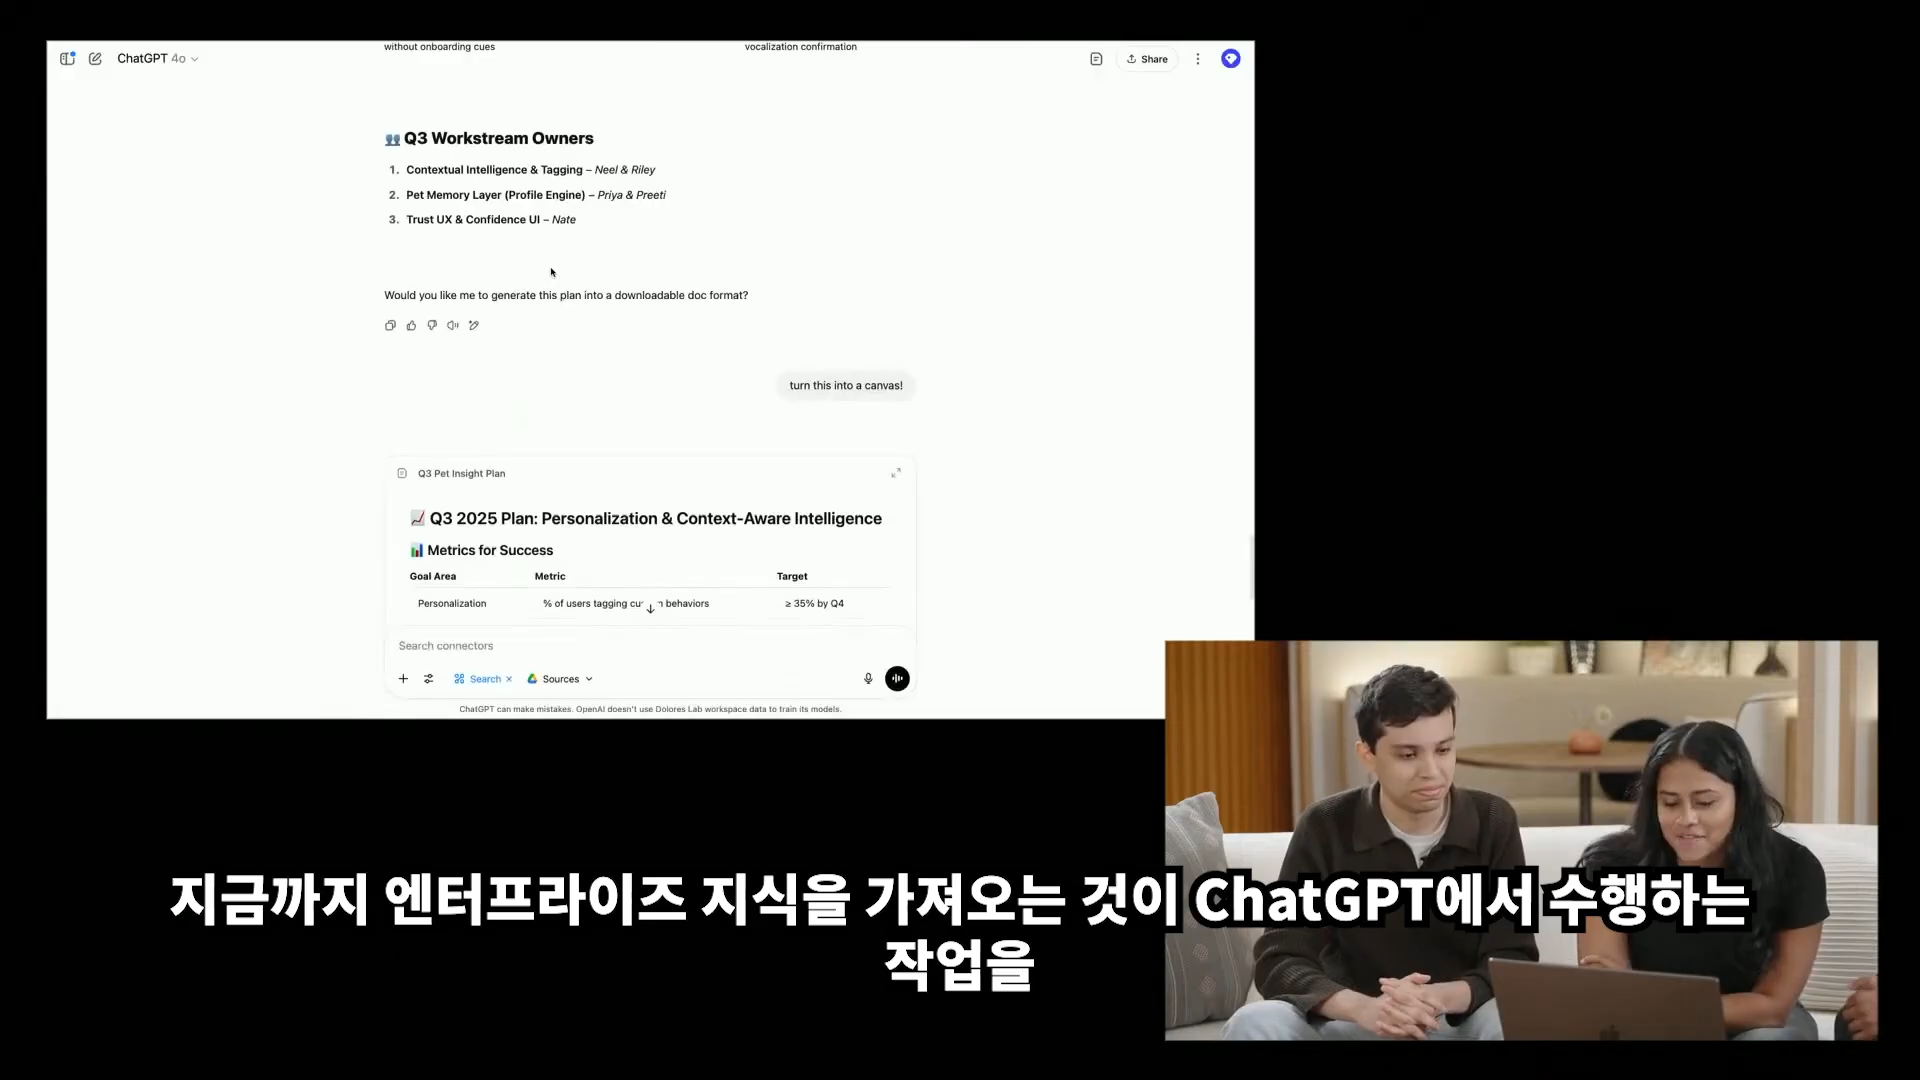 without onboarding cues
vocalization confirmation
ChatGPT 4o
Share
Q3 Workstream Owners
1. Contextual Intelligence & Tagging – Neel & Riley
2. Pet Memory Layer (Profile Engine) – Priya & Preeti
3. Trust UX & Confidence UI – Nate
Would you like me to generate this plan into a downloadable doc format?
turn this into a canvas!
Q3 Pet Insight Plan
Q3 2025 Plan: Personalization & Context-Aware Intelligence
Metrics for Success
Goal Area Metric Target
Personalization % of users tagging behaviors ≥ 35% by Q4
Search connectors
Search × Sources
ChatGPT can make mistakes. OpenAI doesn't use Dolores Lab workspace data to train its models.
지금까지 엔터프라이즈 지식을 가져오는 것이 ChatGPT에서 수행하는
작업을